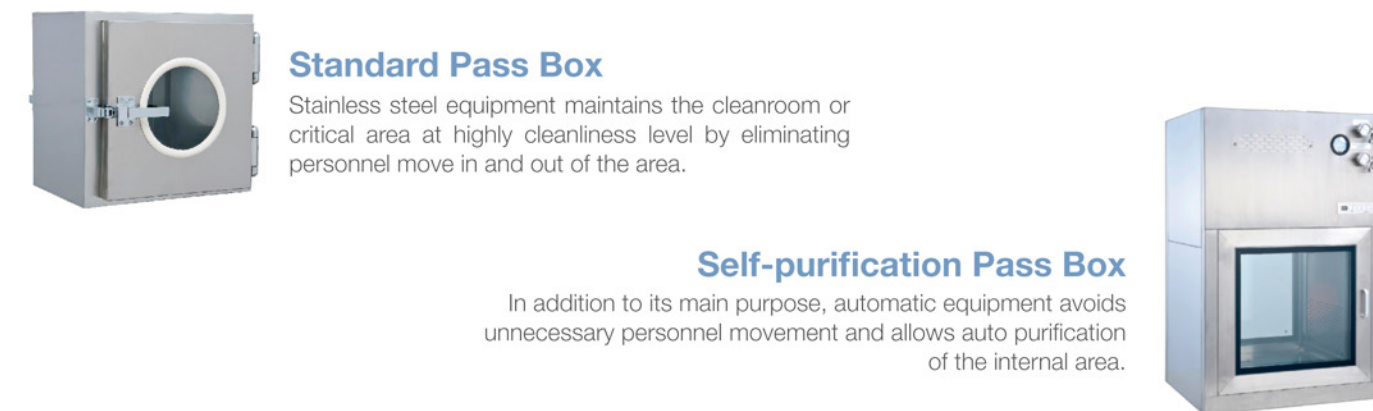 Standard Pass Box
Stainless steel equipment maintains the cleanroom or
critical area at highly cleanliness level by eliminating
personnel move in and out of the area.
Self-purification Pass Box
In addition to its main purpose, automatic equipment avoids
unnecessary personnel movement and allows auto purification
of the internal area.